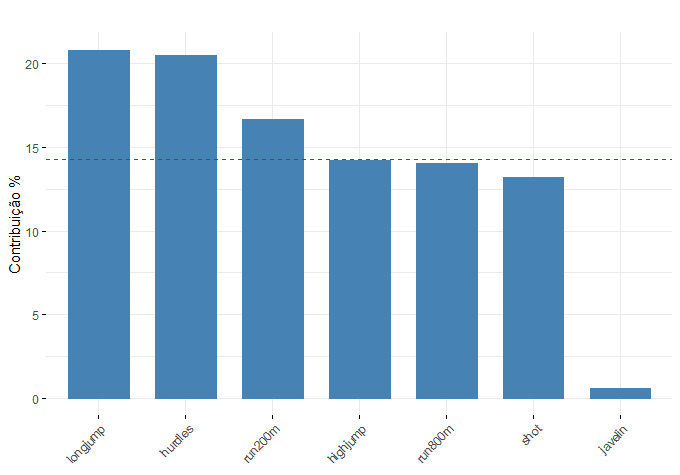 Contribuição %
20
15
10
5
0
longjump
hurdles
run200m
highjump
run800m
shot
javelin